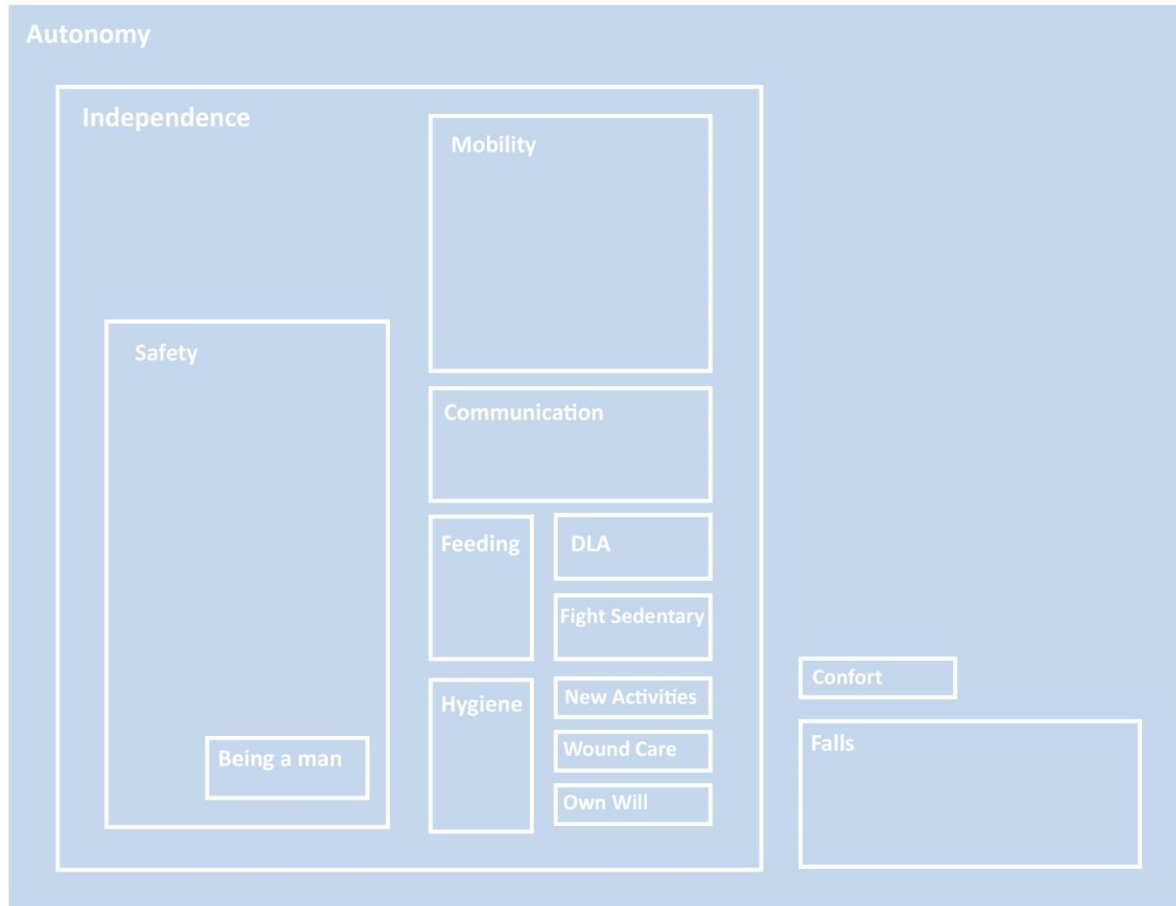 Autonomy
Independence
Mobility
Safety
Communication
Feeding
DLA
Fight Sedentary
Hygiene
New Activities
Wound Care
Own Will
Being a man
Confort
Falls